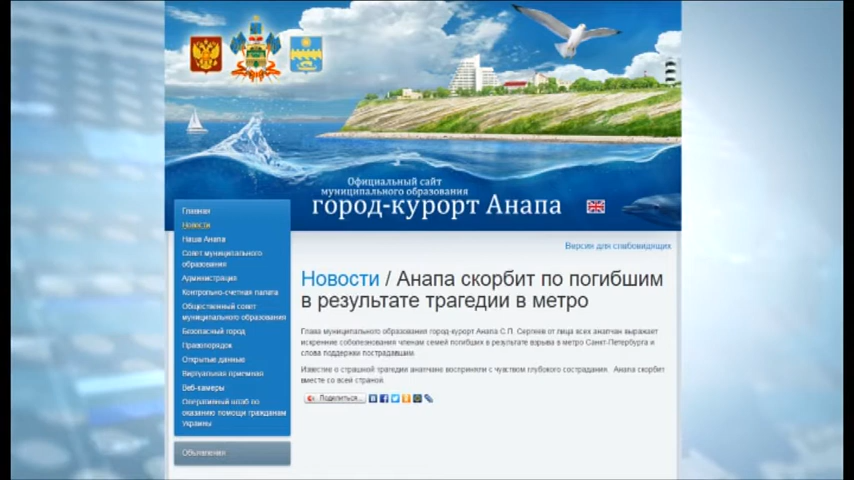 Официальный сайт
муниципального образования
город-курорт Анапа
Версия для слабовидящих
Главная
Новости
Наша Анапа
Совет муниципального
образования
Администрация
Контрольно-счетная палата
Общественный совет
муниципального образования
Безопасный город
Правопорядок
Открытые данные
Виртуальная приемная
Веб-камеры
Оперативный штаб по
оказанию помощи гражданам
Украины
Объявления
Новости / Анапа скорбит по погибшим
в результате трагедии в метро
Глава муниципального образования город-курорт Анапа С.П. Сергеев от лица всех анапчан выражает
искренние соболезнования членам семей погибших в результате взрыва в метро Санкт-Петербурга и
слова поддержки пострадавшим.
Известие о страшной трагедии анапчане восприняли с чувством глубокого сострадания. Анапа скорбит
вместе со всей страной.
Поделиться...